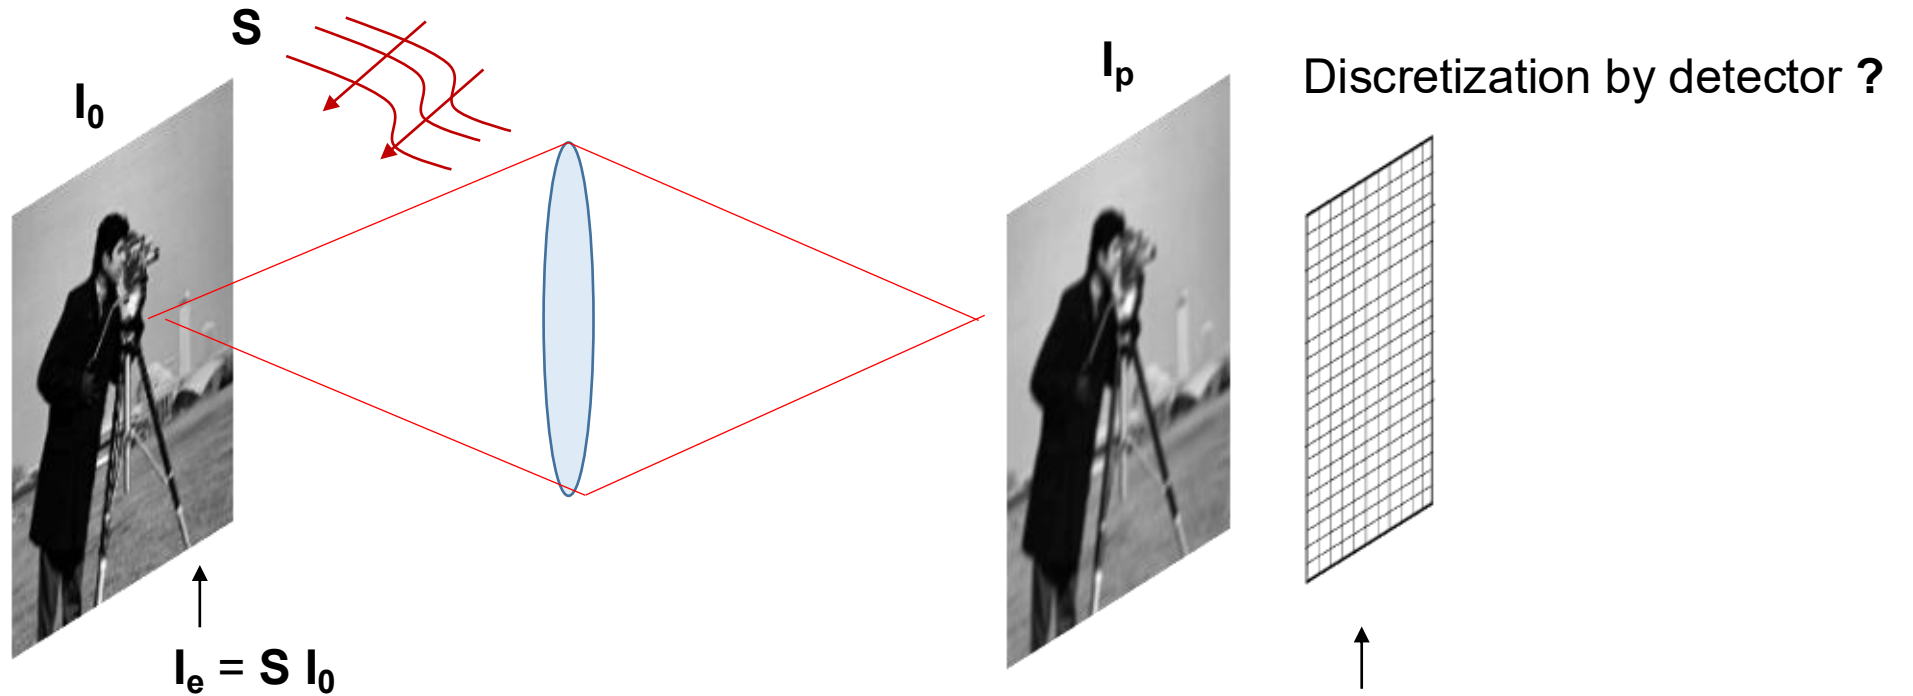 S
I₀
Iₚ
Discretization by detector ?
Iₑ = S I₀